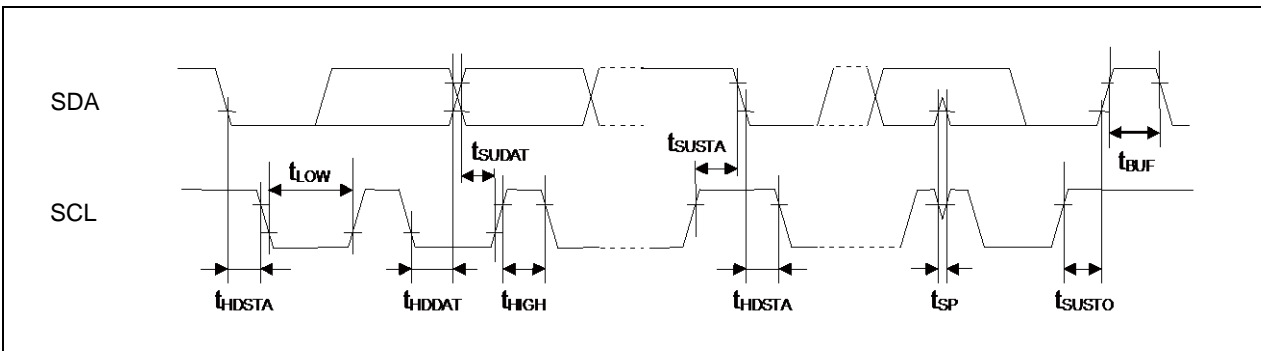 SDA
tSUDAT
tSUSTA
tBUF
tLOW
SCL
tHDSTA
tHDDAT
tHIGH
tHDSTA
tSP
tSUSTO